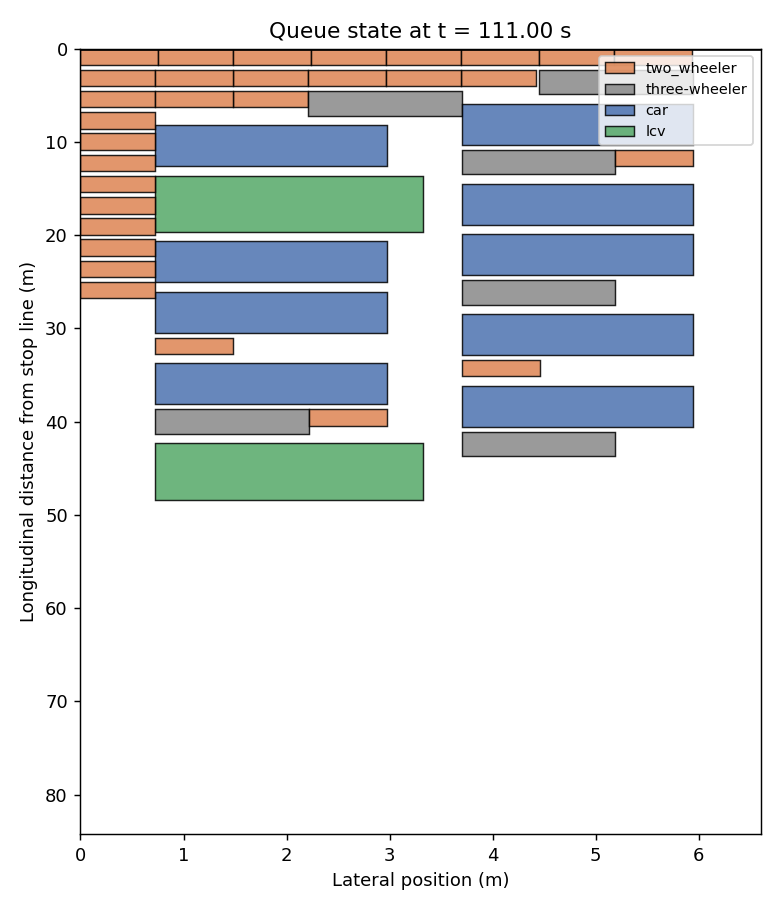 Queue state at t = 111.00 s
two_wheeler
three-wheeler
car
lcv
0
10
20
30
40
50
60
70
80
Longitudinal distance from stop line (m)
0 1 2 3 4 5 6
Lateral position (m)